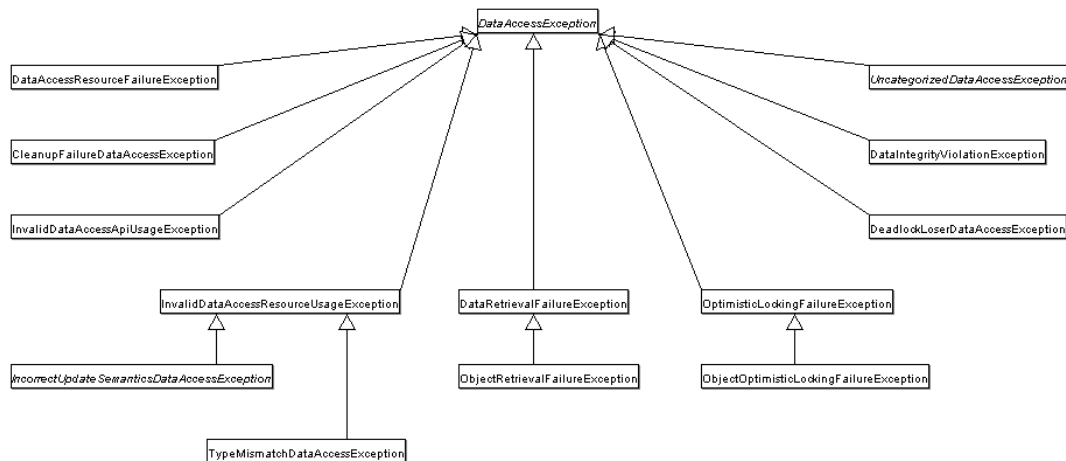 DataAccessException
DataAccessResourceFailureException
UncategorizedDataAccessException
CleanupFailureDataAccessException
DataIntegrityViolationException
InvalidDataAccessApiUsageException
DeadlockLoserDataAccessException
InvalidDataAccessResourceUsageException
DataRetrievalFailureException
OptimisticLockingFailureException
IncorrectUpdateSemanticsDataAccessException
ObjectRetrievalFailureException
ObjectOptimisticLockingFailureException
TypeMismatchDataAccessException